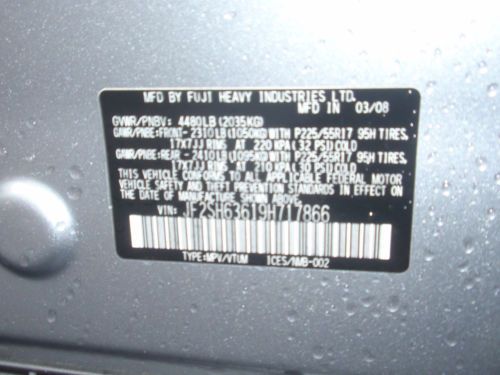 MFD BY FUJI HEAVY INDUSTRIES LTD.
MFD IN 03/08
GVWR/PNBV: 4480LB (2035KG)
GAWR/PNBE:FRONT- 2310LB(1050KG)WITH P225/55R17 95H TIRES,
17X7JJ RIMS AT 220 KPA(32 PSI)COLD
GAWR/PNBE:REAR - 2410LB(1095KG)WITH P225/55R17 95H TIRES,
17X7JJ RIMS AT 210 KPA(30 PSI)COLD
THIS VEHICLE CONFORMS TO ALL APPLICABLE FEDERAL MOTOR
VEHICLE SAFETY AND THEFT PREVENTION STANDARDS IN EFFECT ON
THE DATE OF MANUFACTURE SHOWN ABOVE.
VIN: JF2SH63619H717866
TYPE:MPV/VTUM ICES/NMB-002